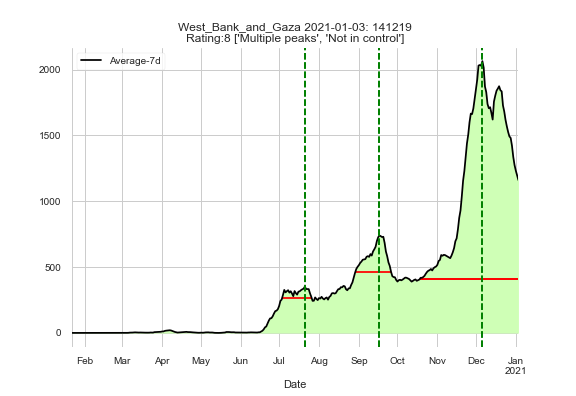 West_Bank_and_Gaza 2021-01-03: 141219
Rating:8 ['Multiple peaks', 'Not in control']
Average-7d
2000
1500
1000
500
0
Feb Mar Apr May Jun Jul Aug Sep Oct Nov Dec Jan
2021
Date